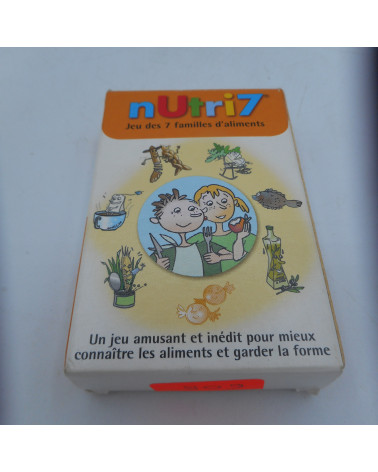 nUtri7
Jeu des 7 familles d'aliments
Un jeu amusant et inédit pour mieux
connaître les aliments et garder la forme